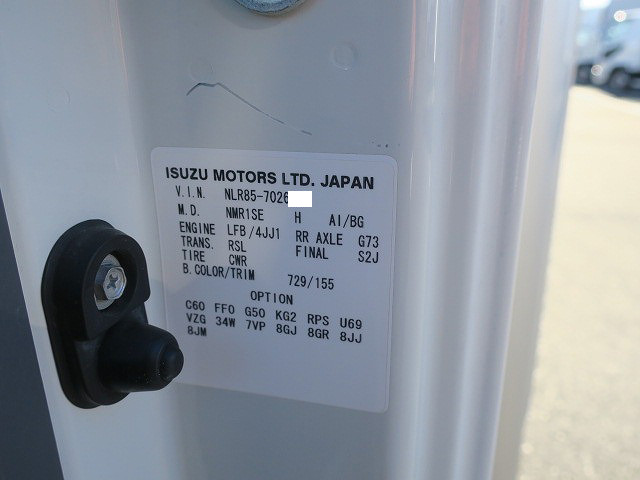 ISUZU MOTORS LTD. JAPAN
V.I.N. NLR85-7026
M.D. NMR1SE H AI/BG
ENGINE LFB/4JJ1 RR AXLE G73
TRANS. RSL FINAL S2J
TIRE CWR
B.COLOR/TRIM 729/155
OPTION
C60 FFO G50 KG2 RPS U69
VZG 34W 7VP 8GJ 8GR 8JJ
8JM